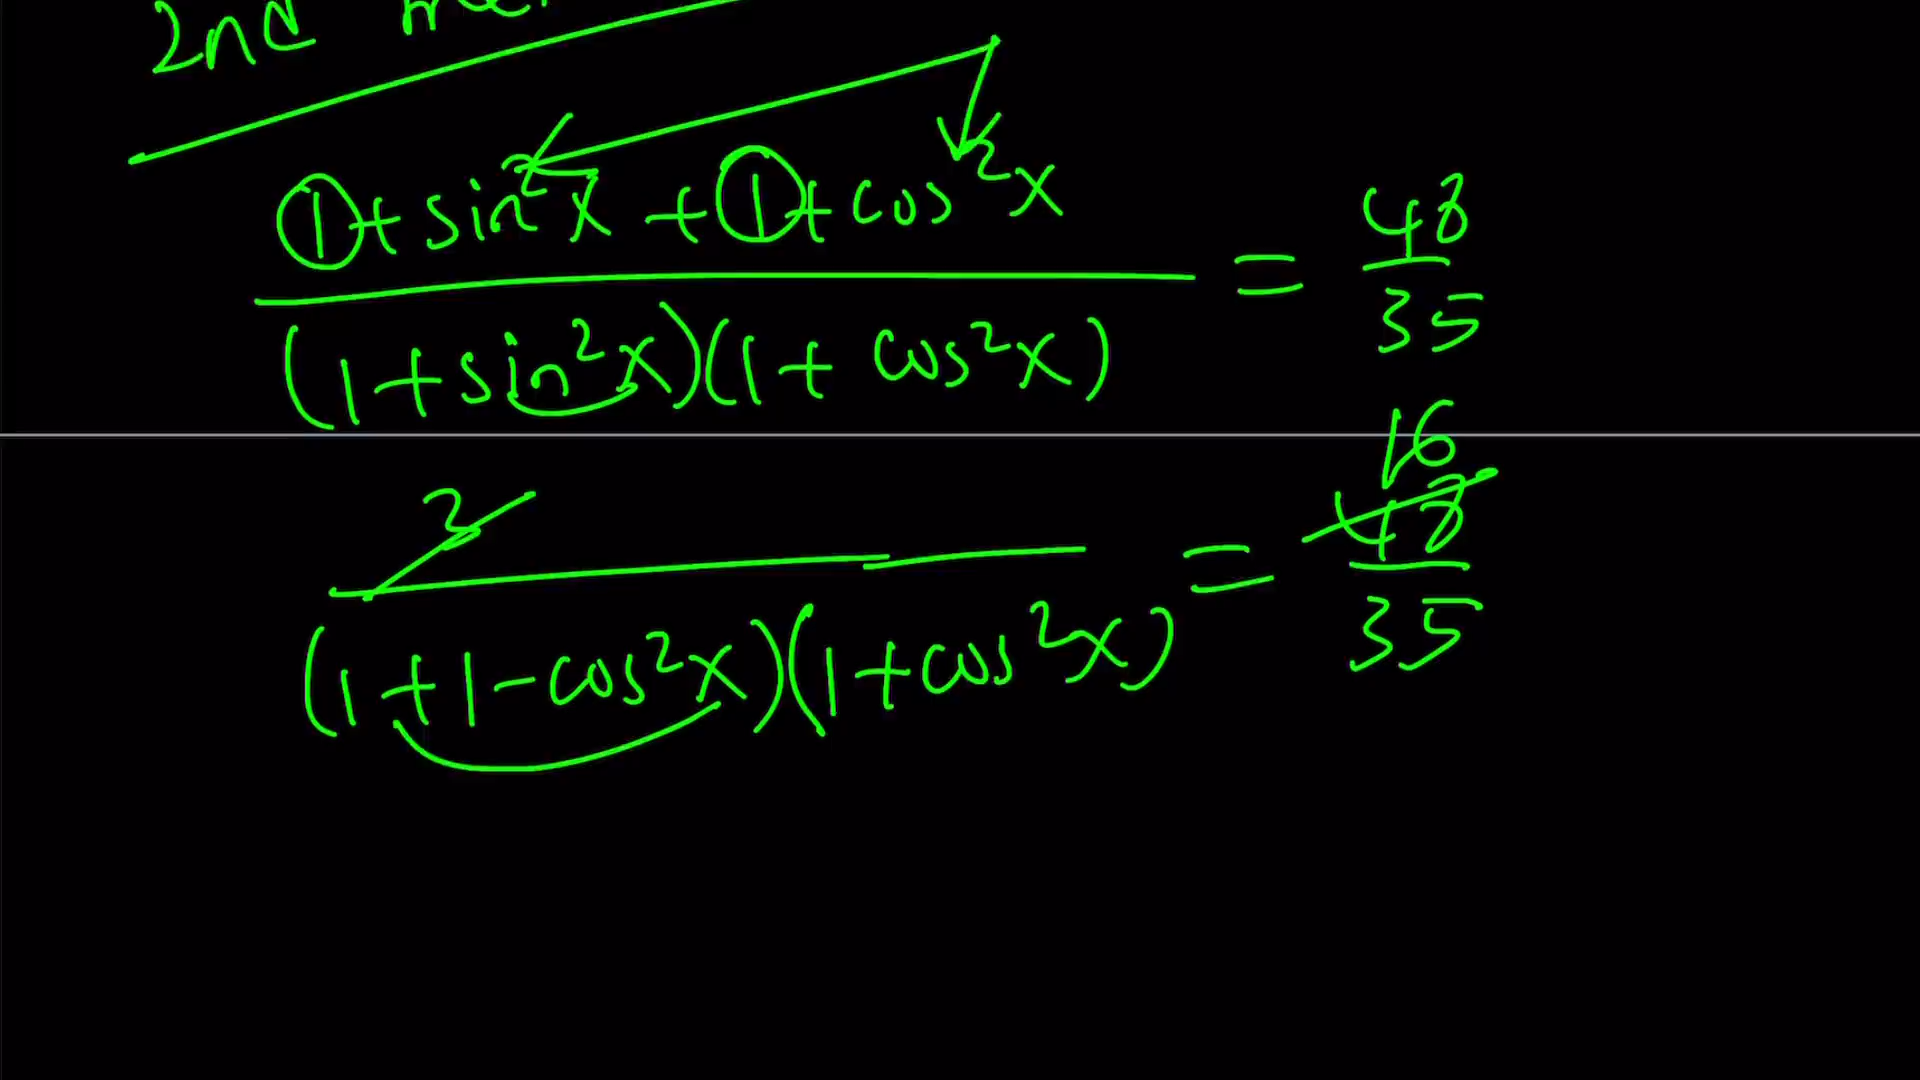 2nd
①+ sin²x + ①+ cos²x = 48
(1+sin²x)(1+ cos²x) 35
16
3 = 48
(1+1-cos²x)(1+cos²x) 35